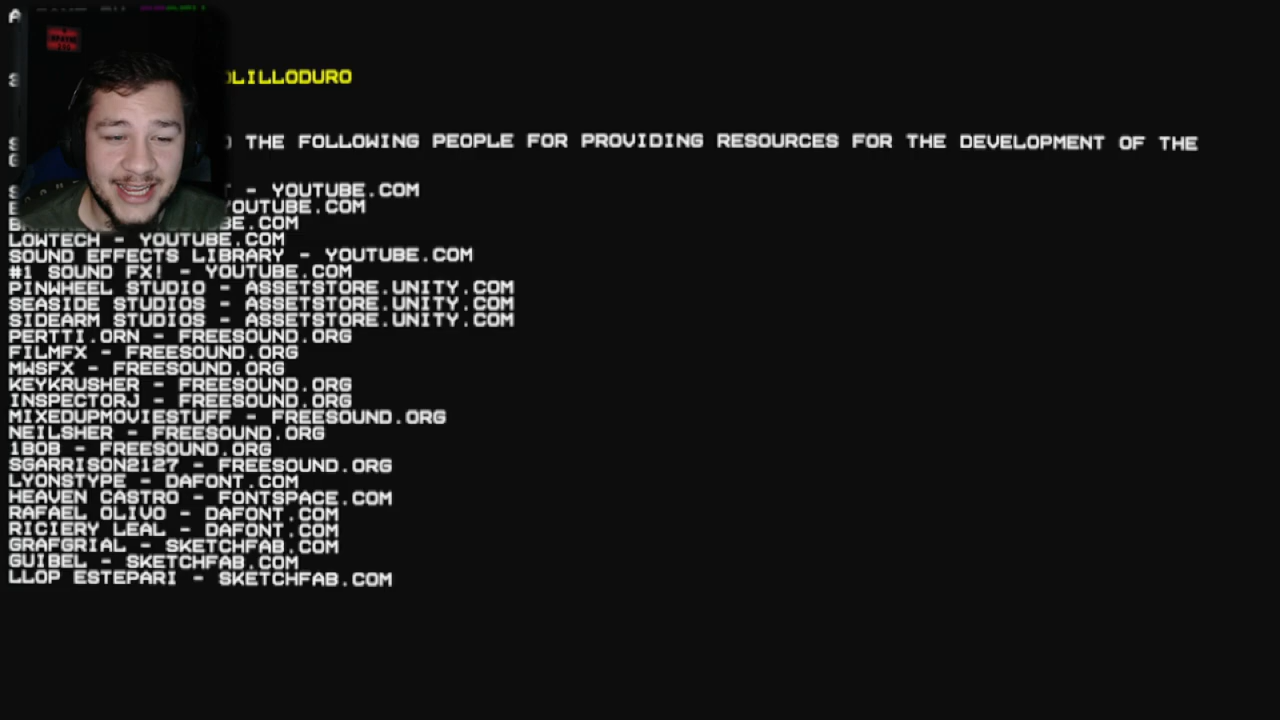 OLILLODURO
THE FOLLOWING PEOPLE FOR PROVIDING RESOURCES FOR THE DEVELOPMENT OF THE
- YOUTUBE.COM
YOUTUBE.COM
BE.COM
LOWTECH - YOUTUBE.COM
SOUND EFFECTS LIBRARY - YOUTUBE.COM
#1 SOUND FX! - YOUTUBE.COM
PINWHEEL STUDIO - ASSETSTORE.UNITY.COM
SEASIDE STUDIOS - ASSETSTORE.UNITY.COM
SIDEARM STUDIOS - ASSETSTORE.UNITY.COM
PERTTI.ORN - FREESOUND.ORG
FILMFX - FREESOUND.ORG
MWSFX - FREESOUND.ORG
KEYKRUSHER - FREESOUND.ORG
INSPECTORJ - FREESOUND.ORG
MIXEDUPMOVIESTUFF - FREESOUND.ORG
NEILSHER - FREESOUND.ORG
1BOB - FREESOUND.ORG
SGARRISON2127 - FREESOUND.ORG
LYONSTYPE - DAFONT.COM
HEAVEN CASTRO - FONTSPACE.COM
RAFAEL OLIVO - DAFONT.COM
RICIERY LEAL - DAFONT.COM
GRAFGRIAL - SKETCHFAB.COM
GUIBEL - SKETCHFAB.COM
LLOP ESTEPARI - SKETCHFAB.COM